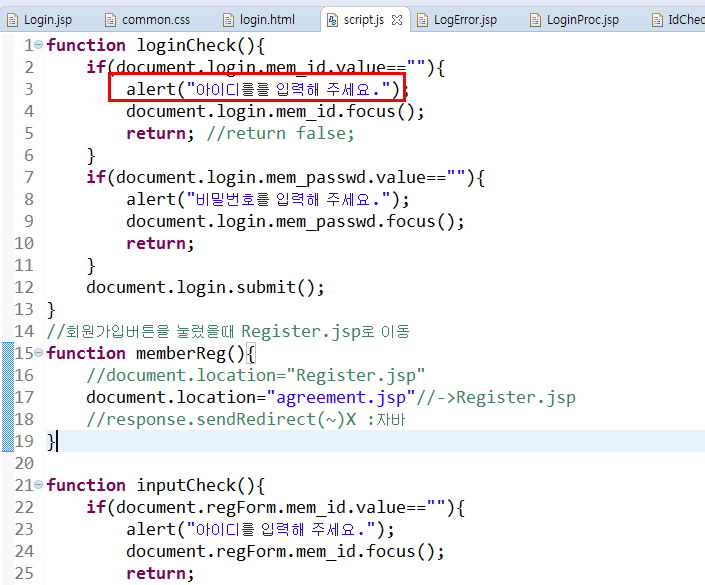 Login.jsp common.css login.html script.js LogError.jsp LoginProc.jsp IdChec
1 function loginCheck(){
2 if(document.login.mem_id.value==""){
3 alert("아이디를를 입력해 주세요.");
4 document.login.mem_id.focus();
5 return; //return false;
6 }
7 if(document.login.mem_passwd.value==""){
8 alert("비밀번호를 입력해 주세요.");
9 document.login.mem_passwd.focus();
10 return;
11 }
12 document.login.submit();
13 }
14 //회원가입버튼을 눌렀을때 Register.jsp로 이동
15 function memberReg(){
16 //document.location="Register.jsp"
17 document.location="agreement.jsp"//->Register.jsp
18 //response.sendRedirect(~)X :자바
19 }
20
21 function inputCheck(){
22 if(document.regForm.mem_id.value==""){
23 alert("아이디를 입력해 주세요.");
24 document.regForm.mem_id.focus();
25 return;